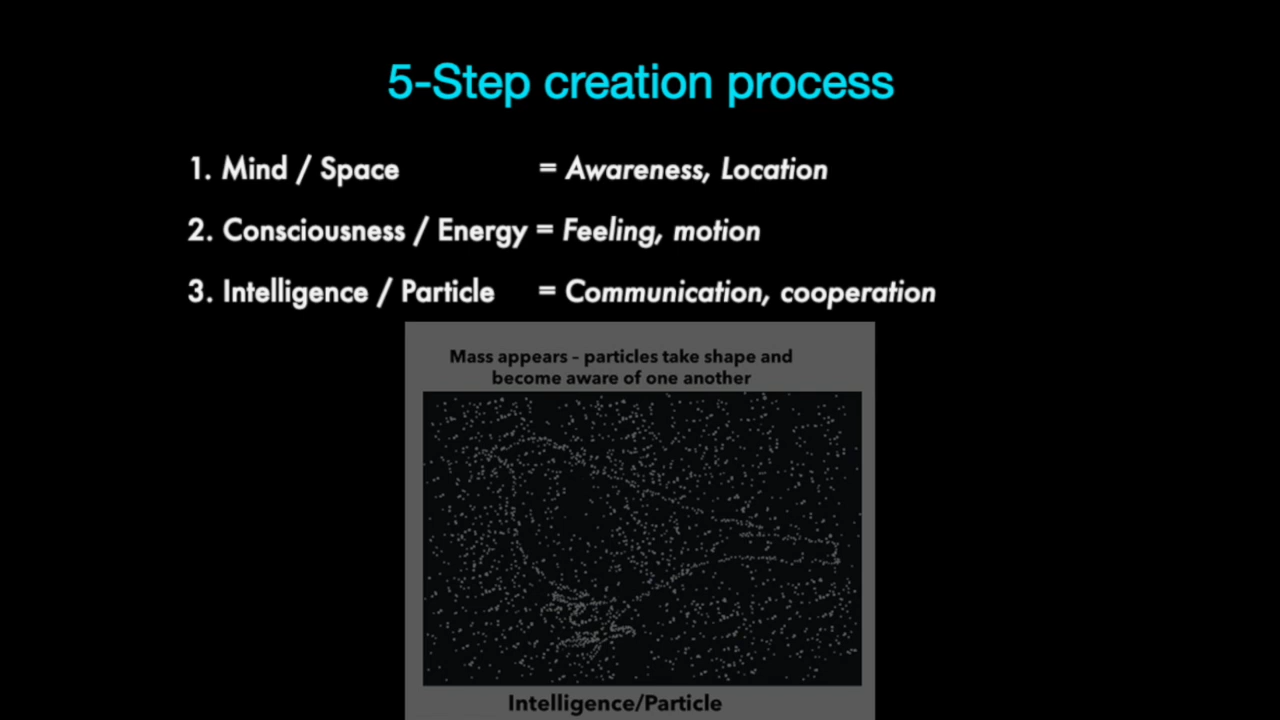 5-Step creation process
1. Mind / Space = Awareness, Location
2. Consciousness / Energy = Feeling, motion
3. Intelligence / Particle = Communication, cooperation
Mass appears – particles take shape and
become aware of one another
Intelligence/Particle